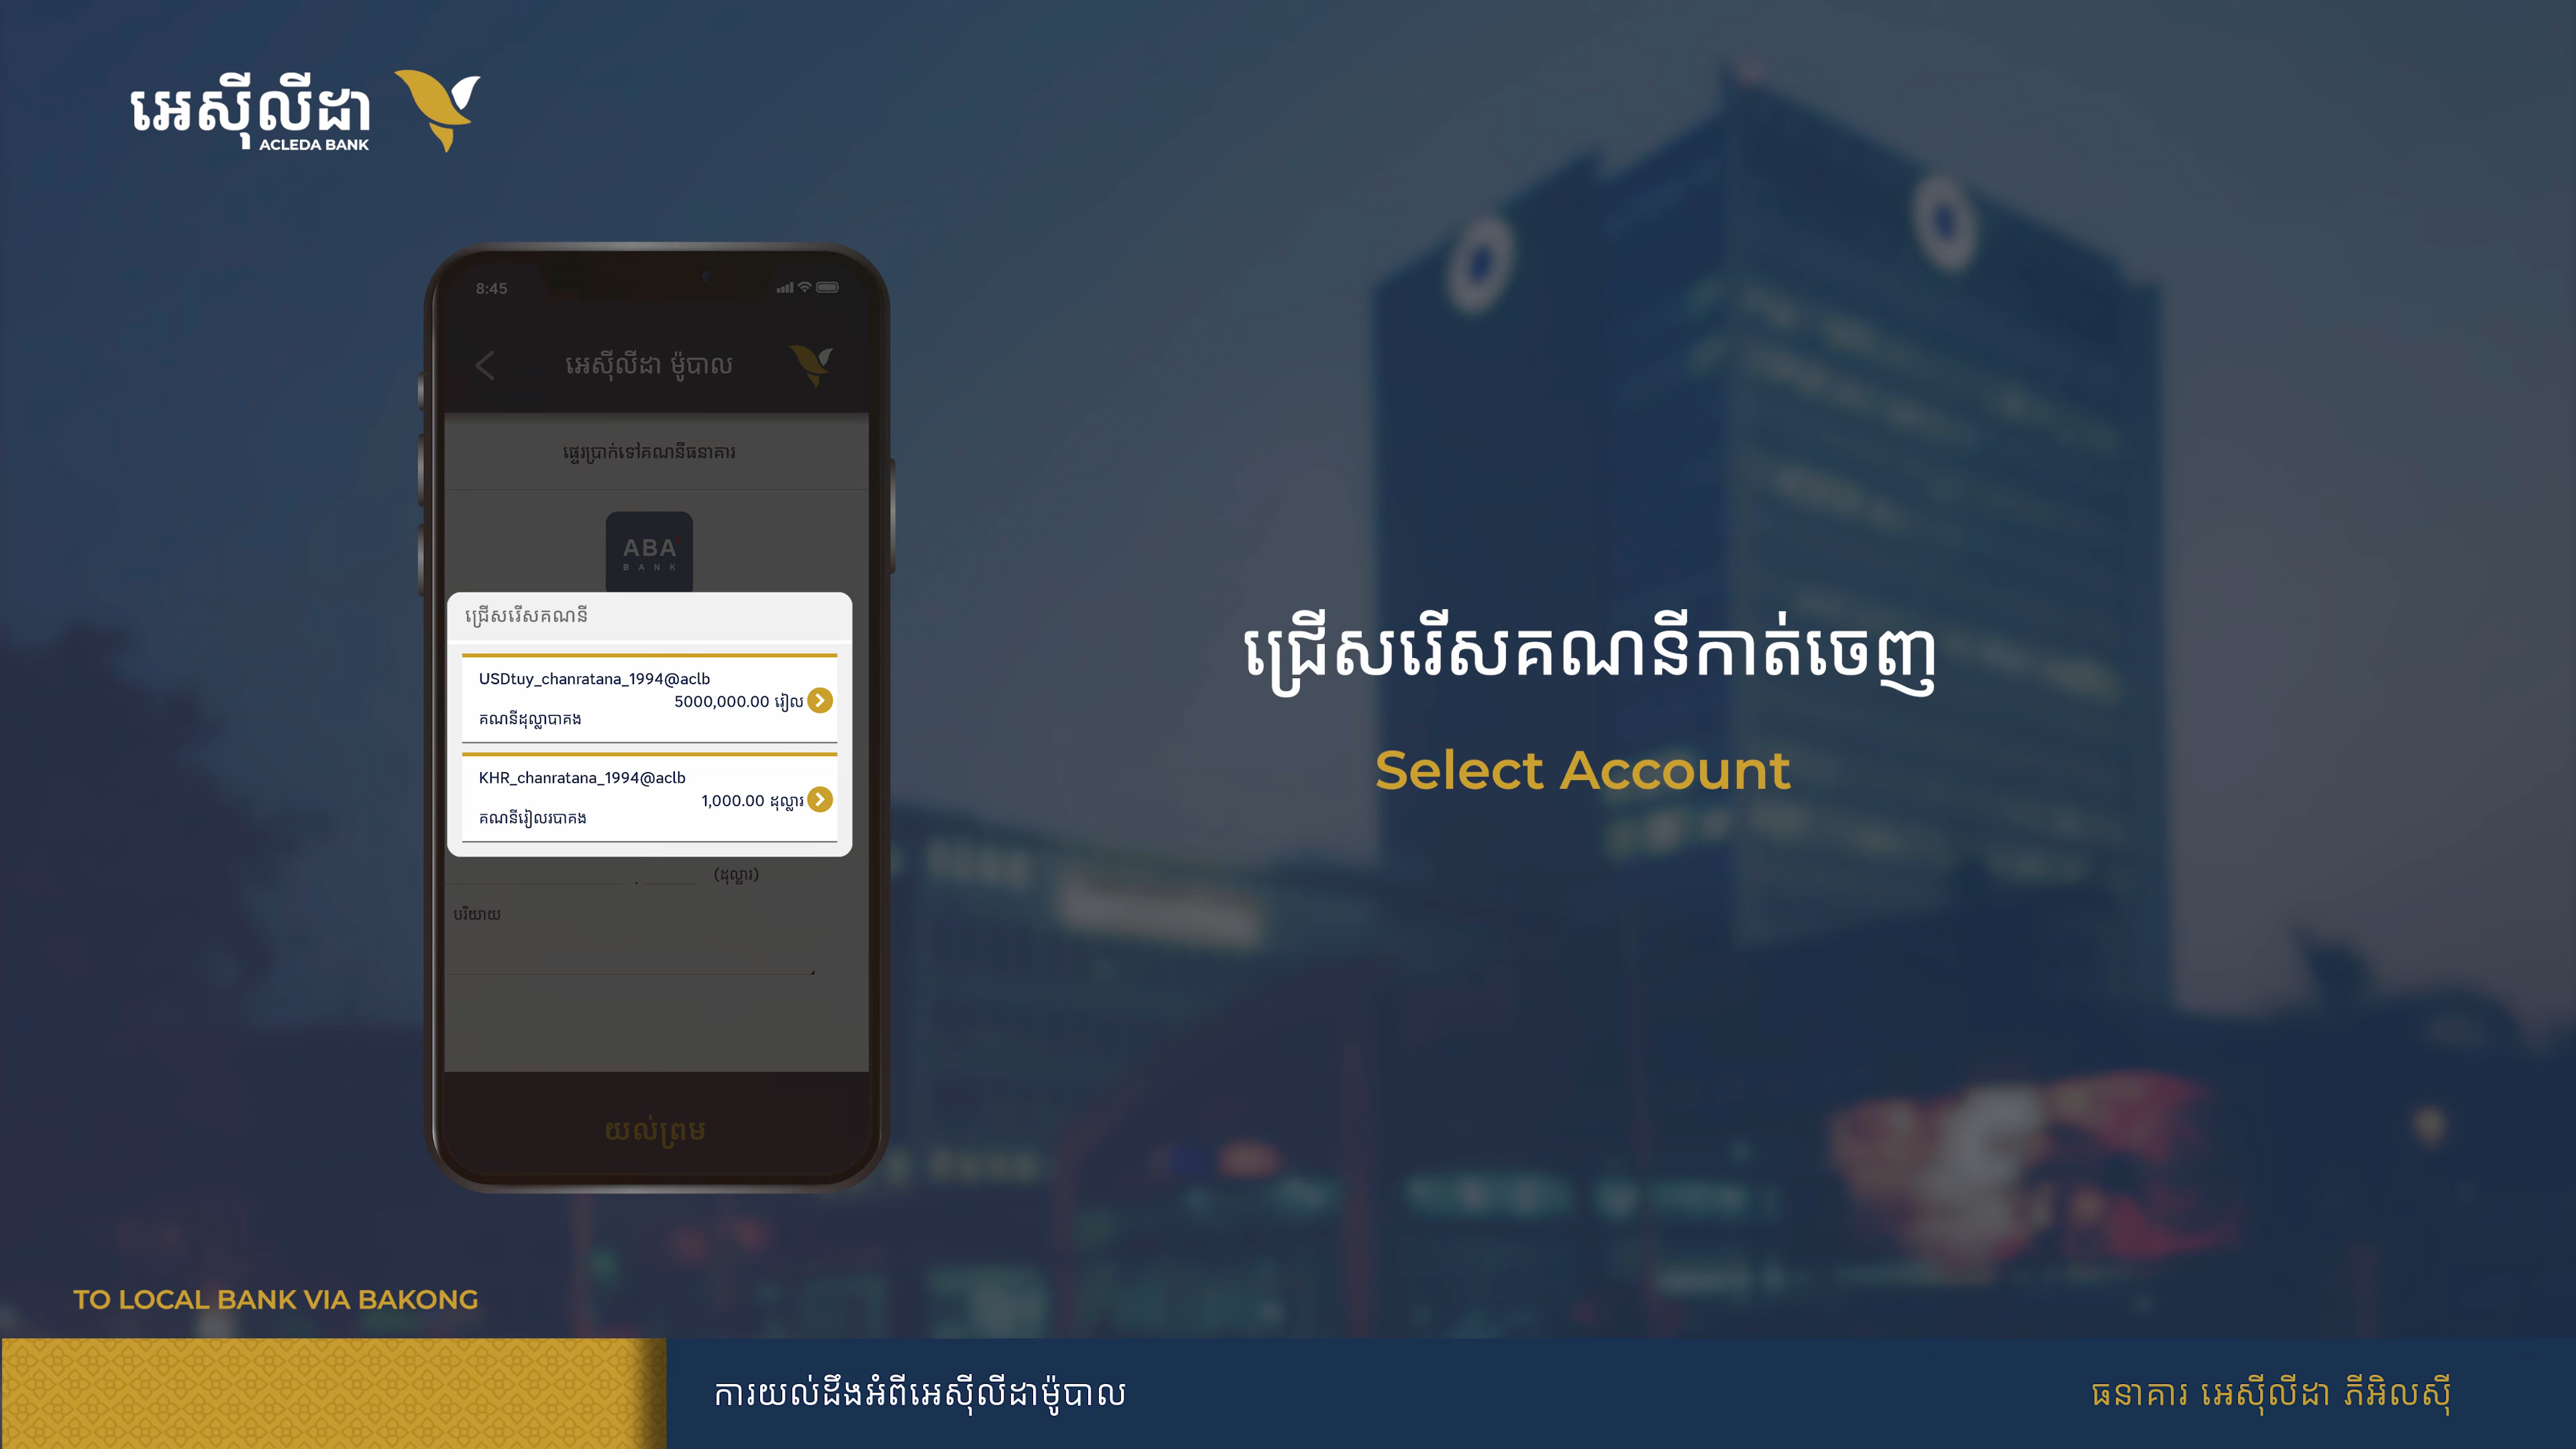 អេស៊ីលីដា
ACLEDA BANK
8:45
អេស៊ីលីដា ម៉ូបាល
ផ្ទេរប្រាក់ទៅគណនីធនាគារ
ABA
BANK
ជ្រើសរើសគណនី
USDtuy_chanratana_1994@aclb
5000,000.00 រៀល
គណនីដុល្លាបាគង
KHR_chanratana_1994@aclb
1,000.00 ដុល្លារ
គណនីរៀលរបាគង
(ដុល្លារ)
បរិយាយ
យល់ព្រម
ជ្រើសរើសគណនីកាត់ចេញ
Select Account
TO LOCAL BANK VIA BAKONG
ការយល់ដឹងអំពីអេស៊ីលីដាម៉ូបាល
ធនាគារ អេស៊ីលីដា ភីអិលស៊ី